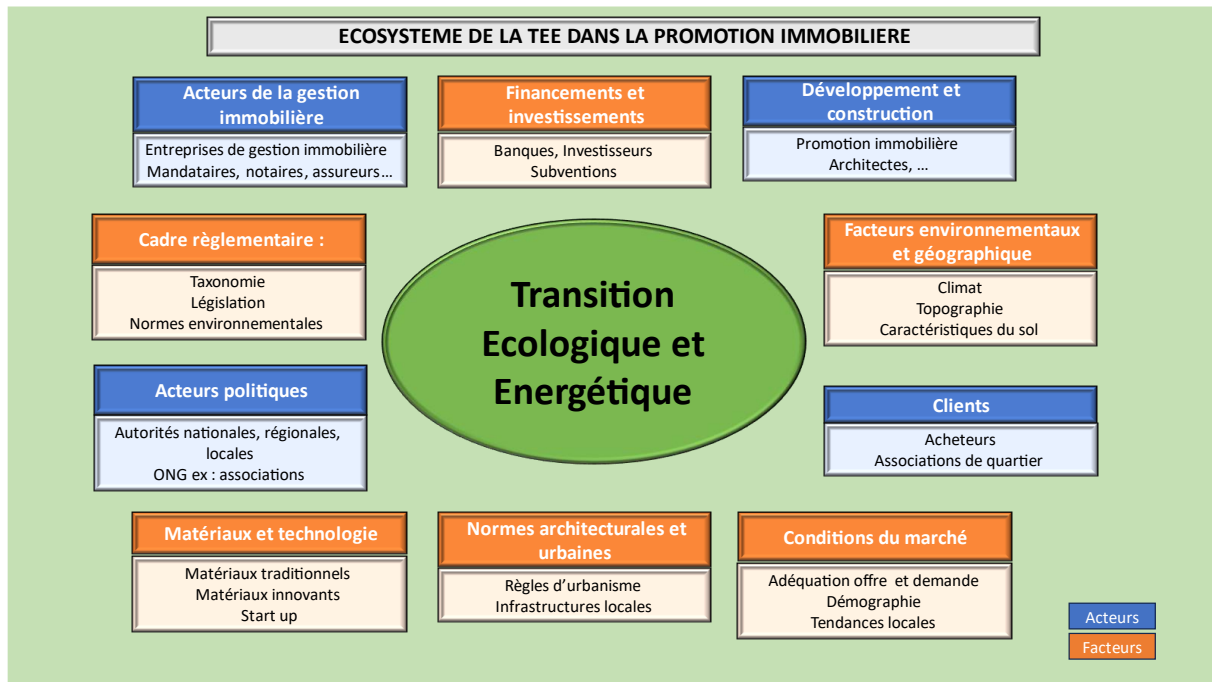 ECOSYSTEME DE LA TEE DANS LA PROMOTION IMMOBILIERE
Acteurs de la gestion
immobilière
Entreprises de gestion immobilière
Mandataires, notaires, assureurs…
Financements et
investissements
Banques, Investisseurs
Subventions
Développement et
construction
Promotion immobilière
Architectes, …
Cadre règlementaire :
Taxonomie
Législation
Normes environnementales
Transition
Ecologique et
Energétique
Facteurs environnementaux
et géographique
Climat
Topographie
Caractéristiques du sol
Acteurs politiques
Autorités nationales, régionales,
locales
ONG ex : associations
Clients
Acheteurs
Associations de quartier
Matériaux et technologie
Matériaux traditionnels
Matériaux innovants
Start up
Normes architecturales et
urbaines
Règles d’urbanisme
Infrastructures locales
Conditions du marché
Adéquation offre et demande
Démographie
Tendances locales
Acteurs
Facteurs